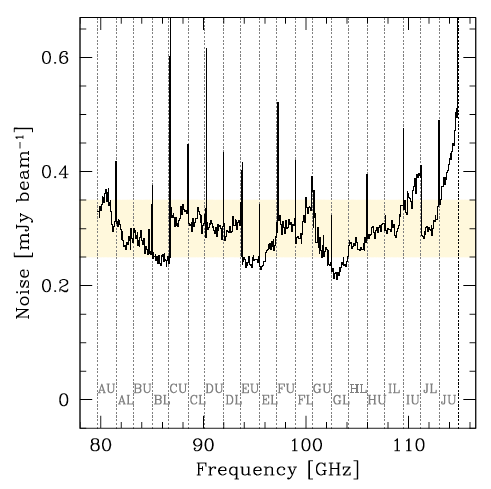 0.6
0.4
0.2
0
Noise [mJy beam⁻¹]
AU BU CU DU EU FU GU HL IL JL
AL BL CL DL EL FL GL HU IU JU
80 90 100 110
Frequency [GHz]